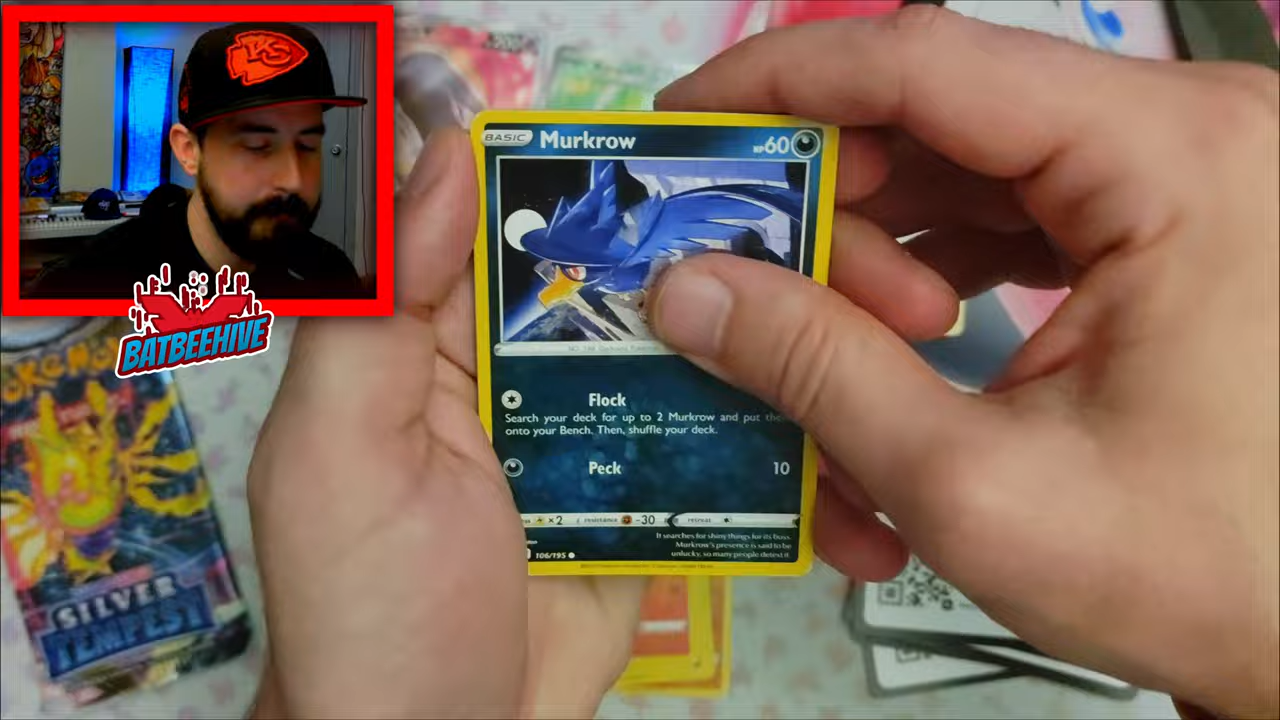 KC
BATBEEHIVE
POKEMON
SILVER
TEMPEST
BASIC Murkrow HP60
Flock
Search your deck for up to 2 Murkrow and put
onto your Bench. Then, shuffle your deck.
Peck 10
×2 resistance -30 retreat
It searches for shiny things for its boss.
Murkrow's presence is said to be
unlucky, so many people detest it.
106/195